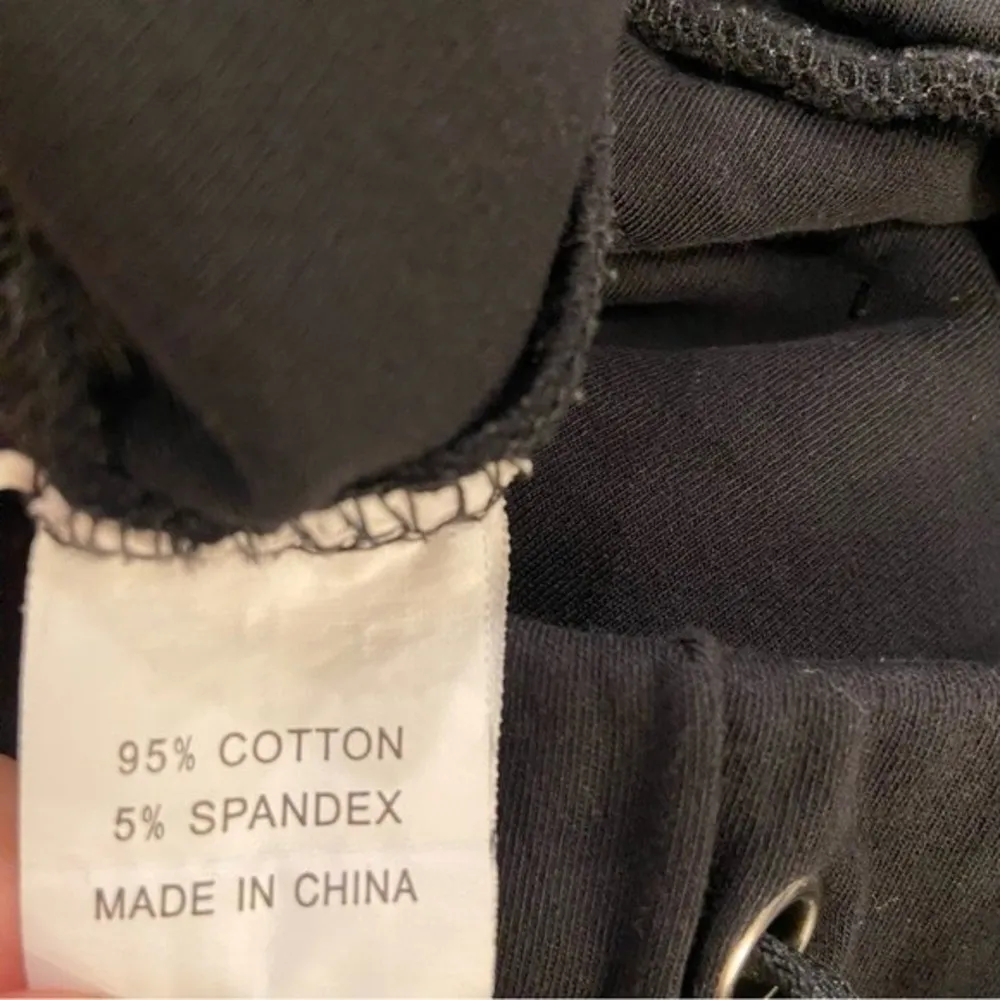 95% COTTON
5% SPANDEX
MADE IN CHINA